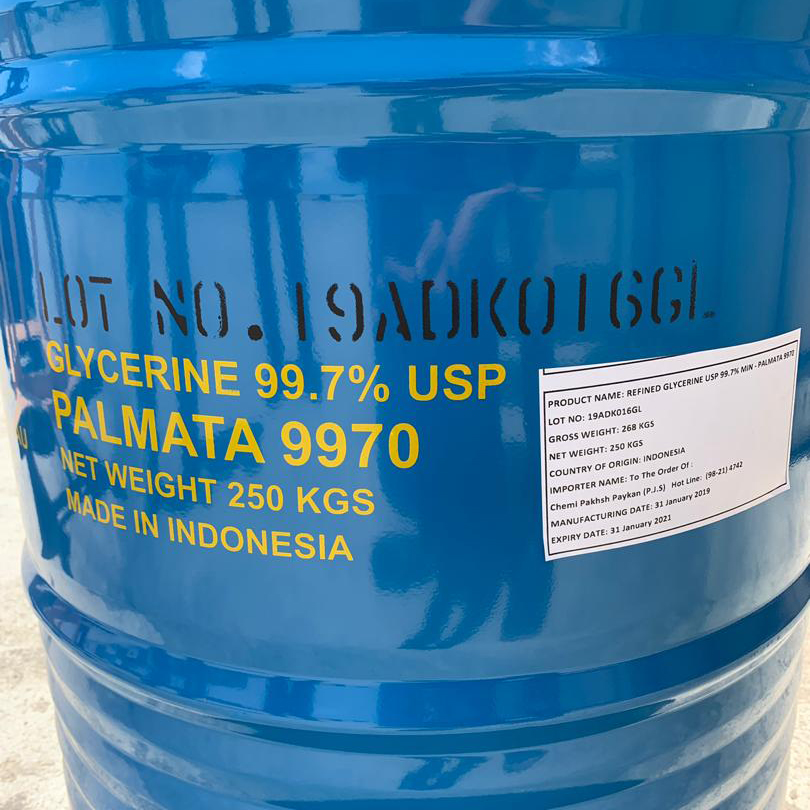 LOT NO.19ADK016GL
GLYCERINE 99.7% USP
PALMATA 9970
NET WEIGHT 250 KGS
MADE IN INDONESIA
PRODUCT NAME: REFINED GLYCERINE USP 99.7% MIN - PALMATA 9970
LOT NO: 19ADK016GL
GROSS WEIGHT: 268 KGS
NET WEIGHT: 250 KGS
COUNTRY OF ORIGIN: INDONESIA
IMPORTER NAME: To The Order Of :
Chemi Pakhsh Paykan (P.J.S) Hot Line: (98-21) 4742
MANUFACTURING DATE: 31 January 2019
EXPIRY DATE: 31 January 2021